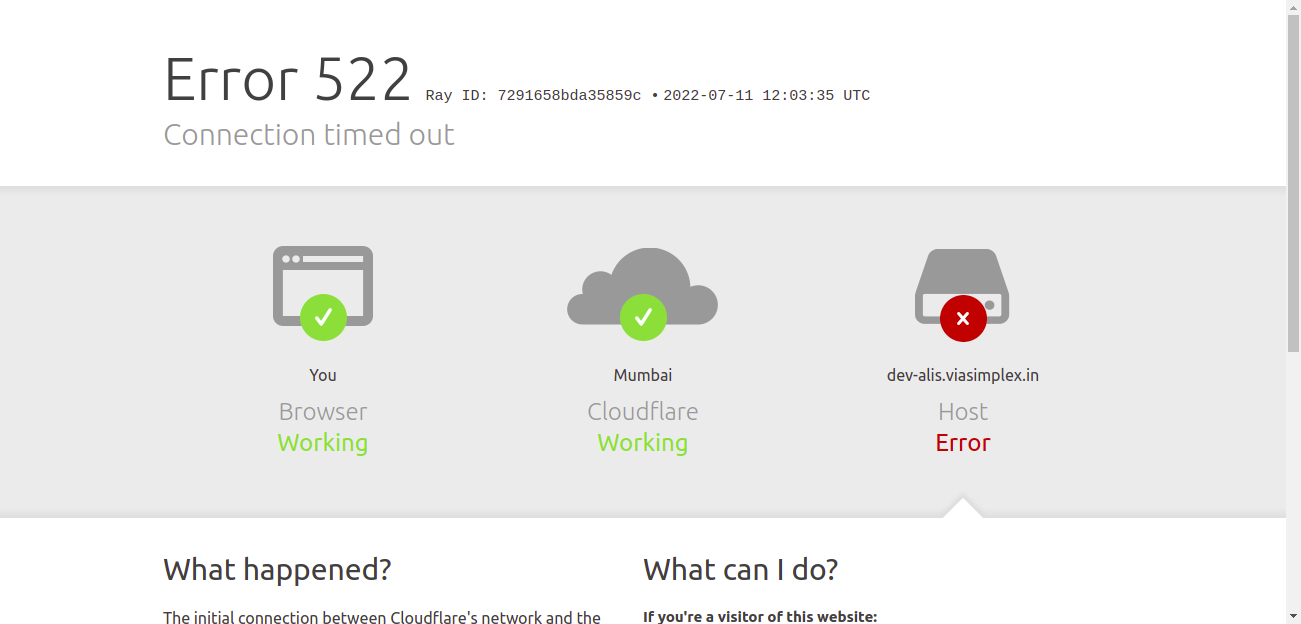 Error 522 Ray ID: 7291658bda35859c • 2022-07-11 12:03:35 UTC
Connection timed out
You
Mumbai
dev-alis.viasimplex.in
Browser
Cloudflare
Host
Working
Working
Error
What happened?
What can I do?
The initial connection between Cloudflare's network and the
If you're a visitor of this website: